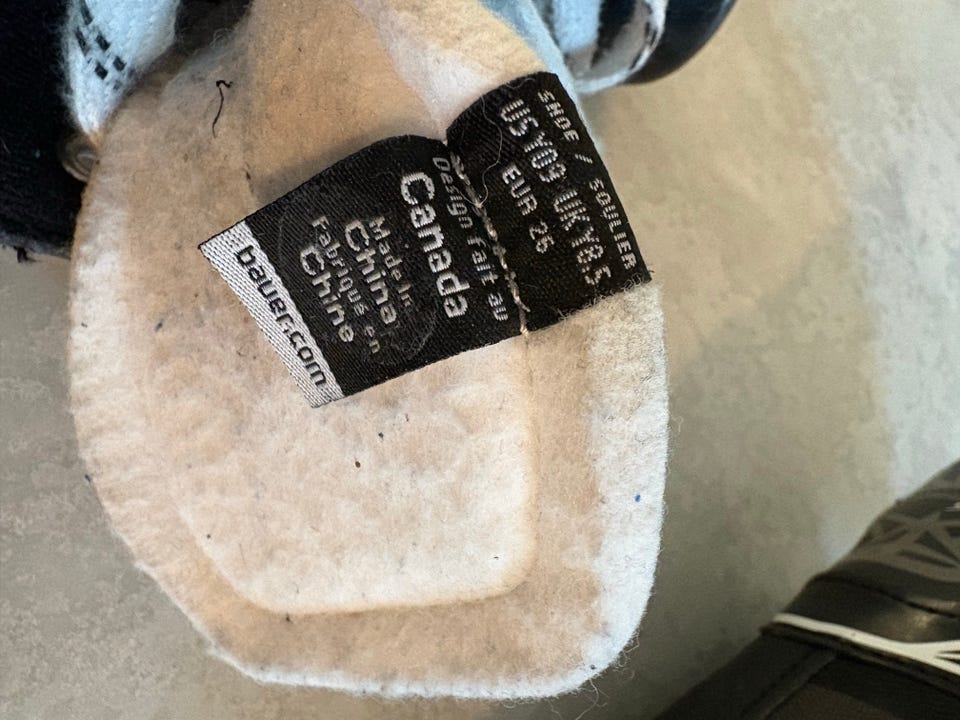 SHOE / SOULIER
US Y09 UK Y8.5
EUR 26
Design fait au
Canada
Made in
China
Fabriqué en
Chine
bauer.com